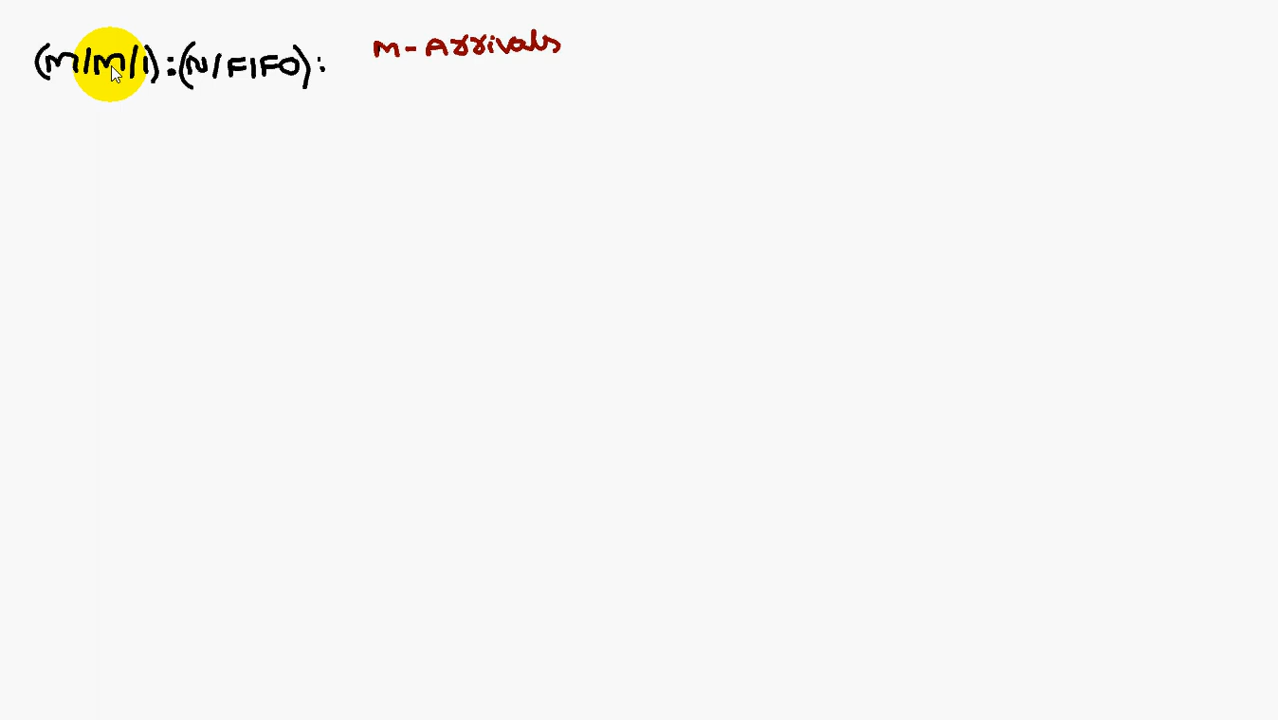 (M/M/1) : (N/FIFO) :
M - Arrivals